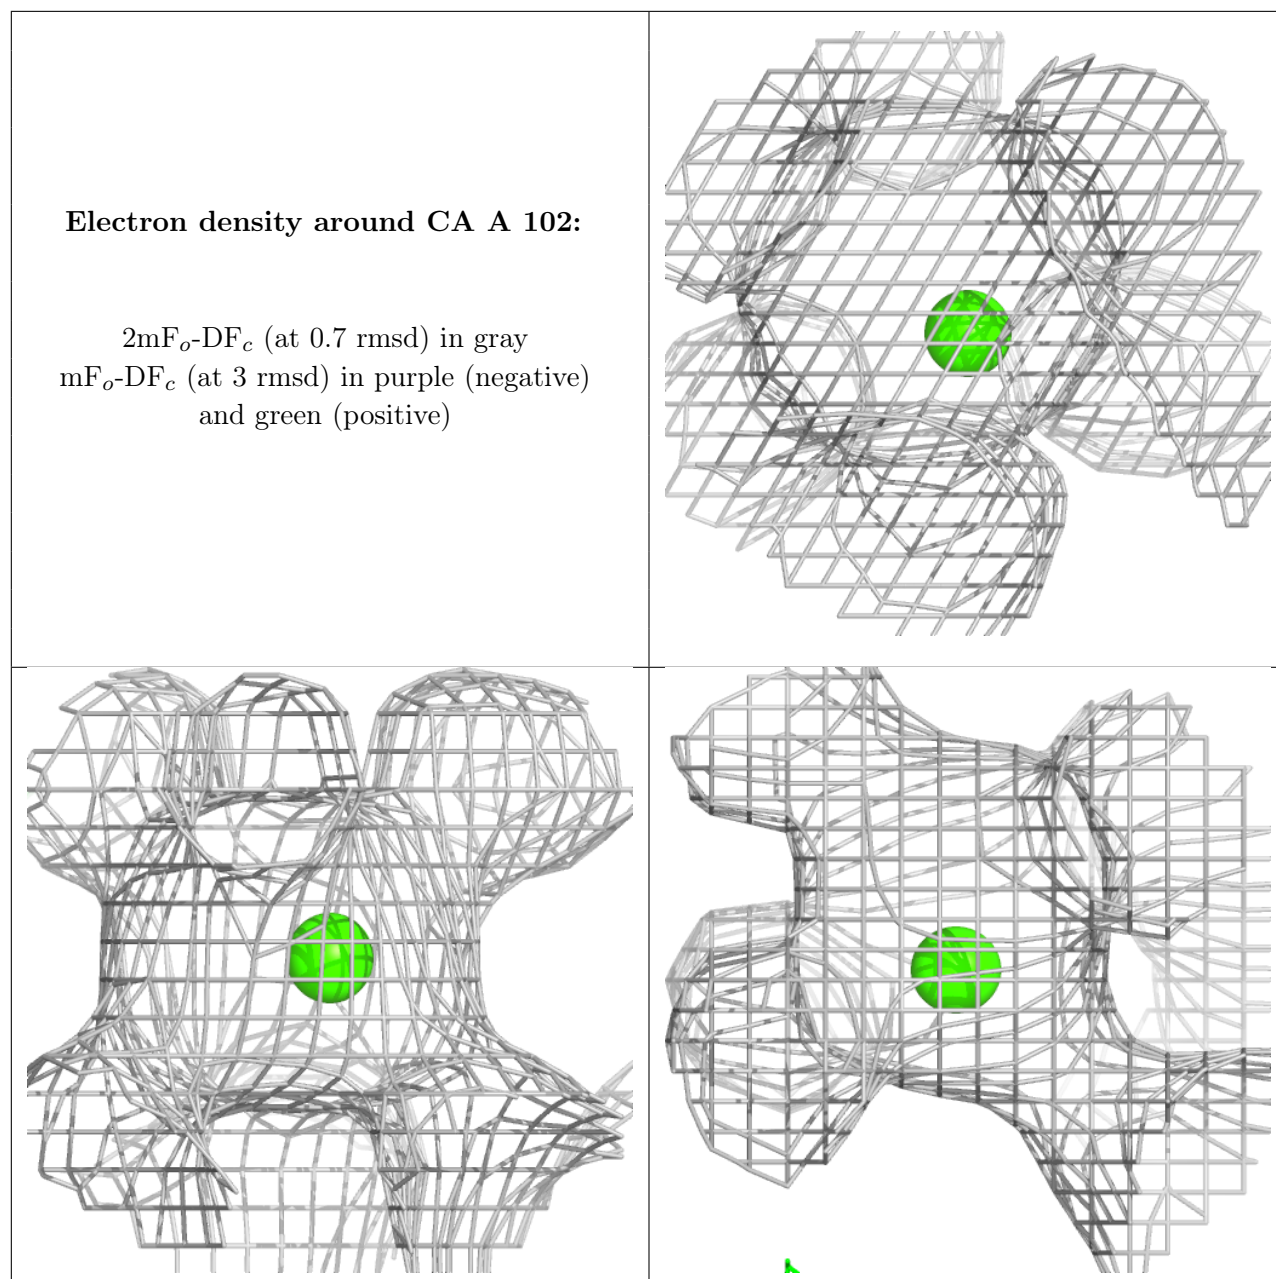 Electron density around CA A 102:
2mFo-DFc (at 0.7 rmsd) in gray
mFo-DFc (at 3 rmsd) in purple (negative)
and green (positive)